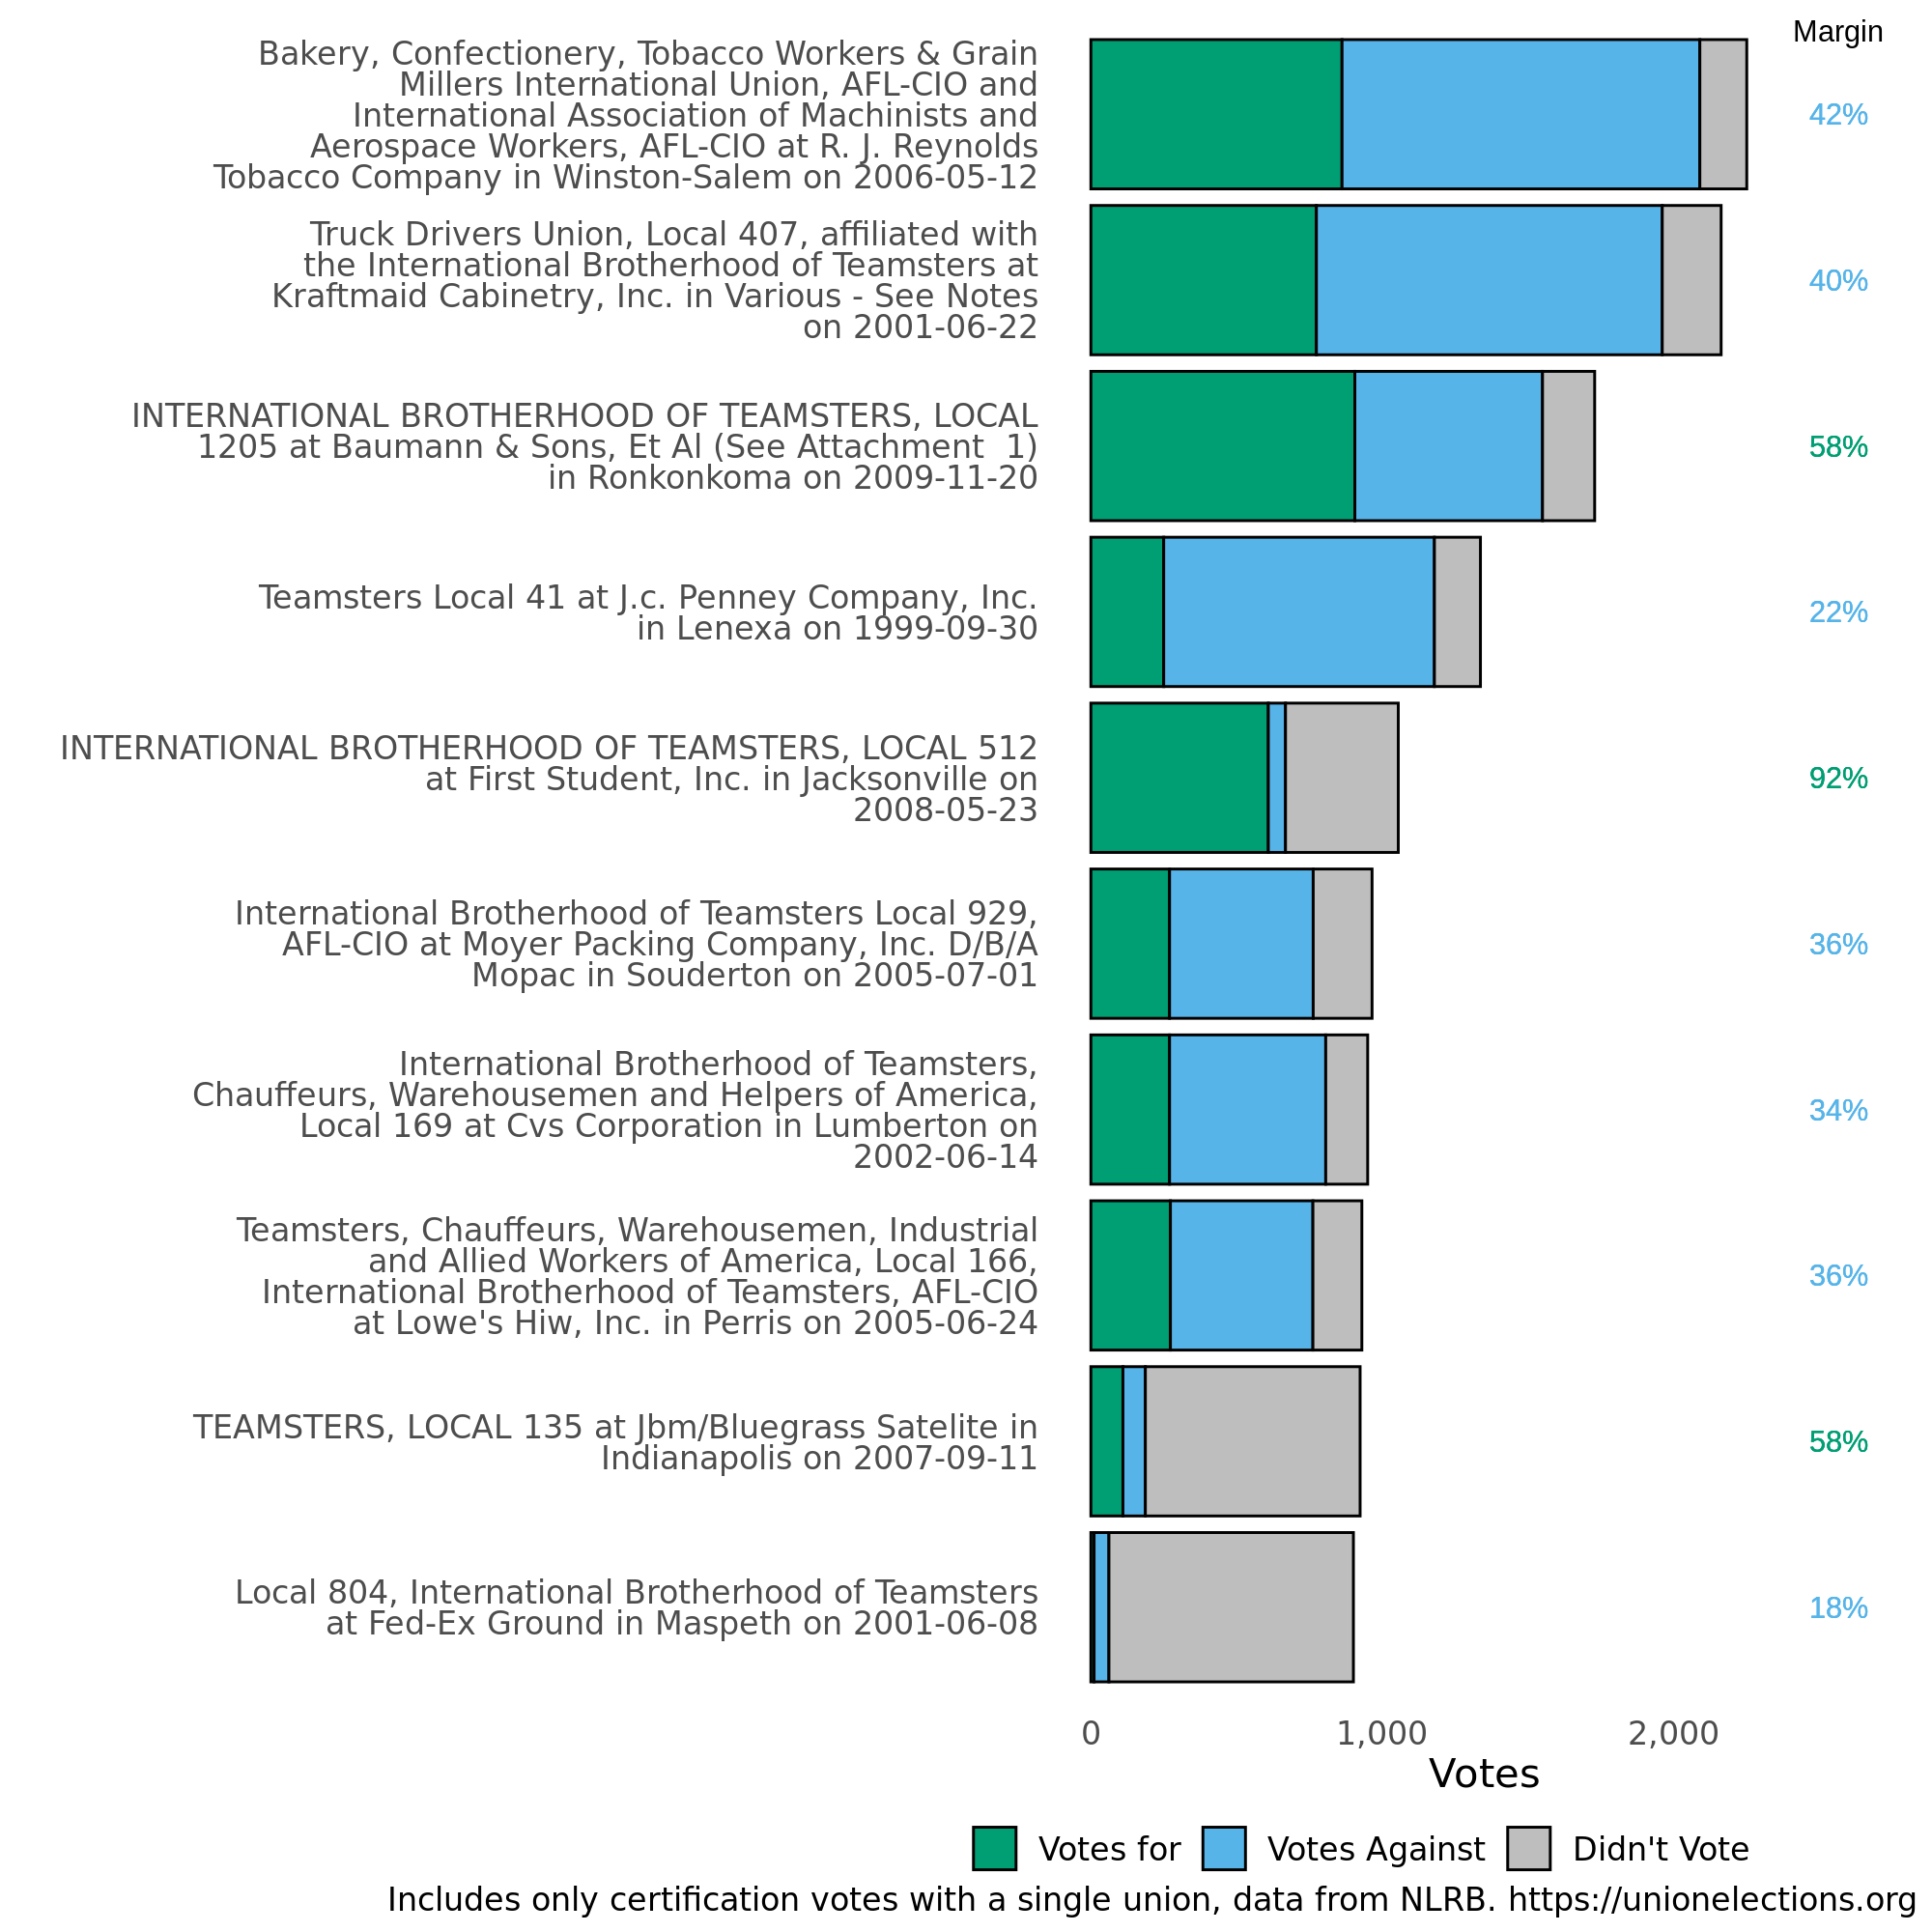 Margin
Bakery, Confectionery, Tobacco Workers & Grain
Millers International Union, AFL-CIO and
International Association of Machinists and
Aerospace Workers, AFL-CIO at R. J. Reynolds
Tobacco Company in Winston-Salem on 2006-05-12
42%
Truck Drivers Union, Local 407, affiliated with
the International Brotherhood of Teamsters at
Kraftmaid Cabinetry, Inc. in Various - See Notes
on 2001-06-22
40%
INTERNATIONAL BROTHERHOOD OF TEAMSTERS, LOCAL
1205 at Baumann & Sons, Et Al (See Attachment  1)
in Ronkonkoma on 2009-11-20
58%
Teamsters Local 41 at J.c. Penney Company, Inc.
in Lenexa on 1999-09-30
22%
INTERNATIONAL BROTHERHOOD OF TEAMSTERS, LOCAL 512
at First Student, Inc. in Jacksonville on
2008-05-23
92%
International Brotherhood of Teamsters Local 929,
AFL-CIO at Moyer Packing Company, Inc. D/B/A
Mopac in Souderton on 2005-07-01
36%
International Brotherhood of Teamsters,
Chauffeurs, Warehousemen and Helpers of America,
Local 169 at Cvs Corporation in Lumberton on
2002-06-14
34%
Teamsters, Chauffeurs, Warehousemen, Industrial
and Allied Workers of America, Local 166,
International Brotherhood of Teamsters, AFL-CIO
at Lowe's Hiw, Inc. in Perris on 2005-06-24
36%
TEAMSTERS, LOCAL 135 at Jbm/Bluegrass Satelite in
Indianapolis on 2007-09-11
58%
Local 804, International Brotherhood of Teamsters
at Fed-Ex Ground in Maspeth on 2001-06-08
18%
0 1,000 2,000
Votes
Votes for Votes Against Didn't Vote
Includes only certification votes with a single union, data from NLRB. https://unionelections.org